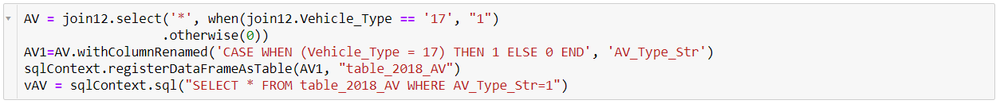 AV = join12.select('*', when(join12.Vehicle_Type == '17', "1")
                    .otherwise(0))
AV1=AV.withColumnRenamed('CASE WHEN (Vehicle_Type = 17) THEN 1 ELSE 0 END', 'AV_Type_Str')
sqlContext.registerDataFrameAsTable(AV1, "table_2018_AV")
vAV = sqlContext.sql("SELECT * FROM table_2018_AV WHERE AV_Type_Str=1")